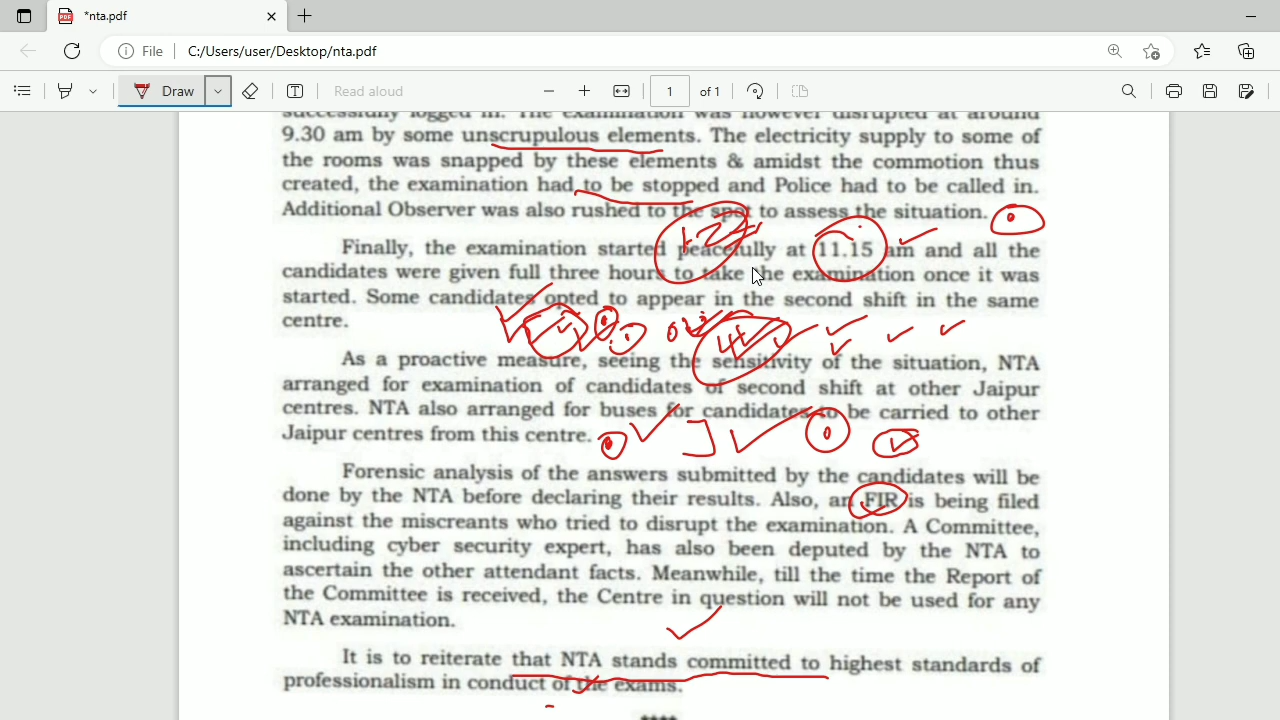 *nta.pdf
File C:/Users/user/Desktop/nta.pdf
Draw Read aloud 1 of 1
successfully logged in. The examination was however disrupted at around
9.30 am by some unscrupulous elements. The electricity supply to some of
the rooms was snapped by these elements & amidst the commotion thus
created, the examination had to be stopped and Police had to be called in.
Additional Observer was also rushed to the spot to assess the situation.
Finally, the examination started peacefully at 11.15 am and all the
candidates were given full three hours to take the examination once it was
started. Some candidates opted to appear in the second shift in the same
centre.
As a proactive measure, seeing the sensitivity of the situation, NTA
arranged for examination of candidates of second shift at other Jaipur
centres. NTA also arranged for buses for candidates to be carried to other
Jaipur centres from this centre.
Forensic analysis of the answers submitted by the candidates will be
done by the NTA before declaring their results. Also, an FIR is being filed
against the miscreants who tried to disrupt the examination. A Committee,
including cyber security expert, has also been deputed by the NTA to
ascertain the other attendant facts. Meanwhile, till the time the Report of
the Committee is received, the Centre in question will not be used for any
NTA examination.
It is to reiterate that NTA stands committed to highest standards of
professionalism in conduct of the exams.
****